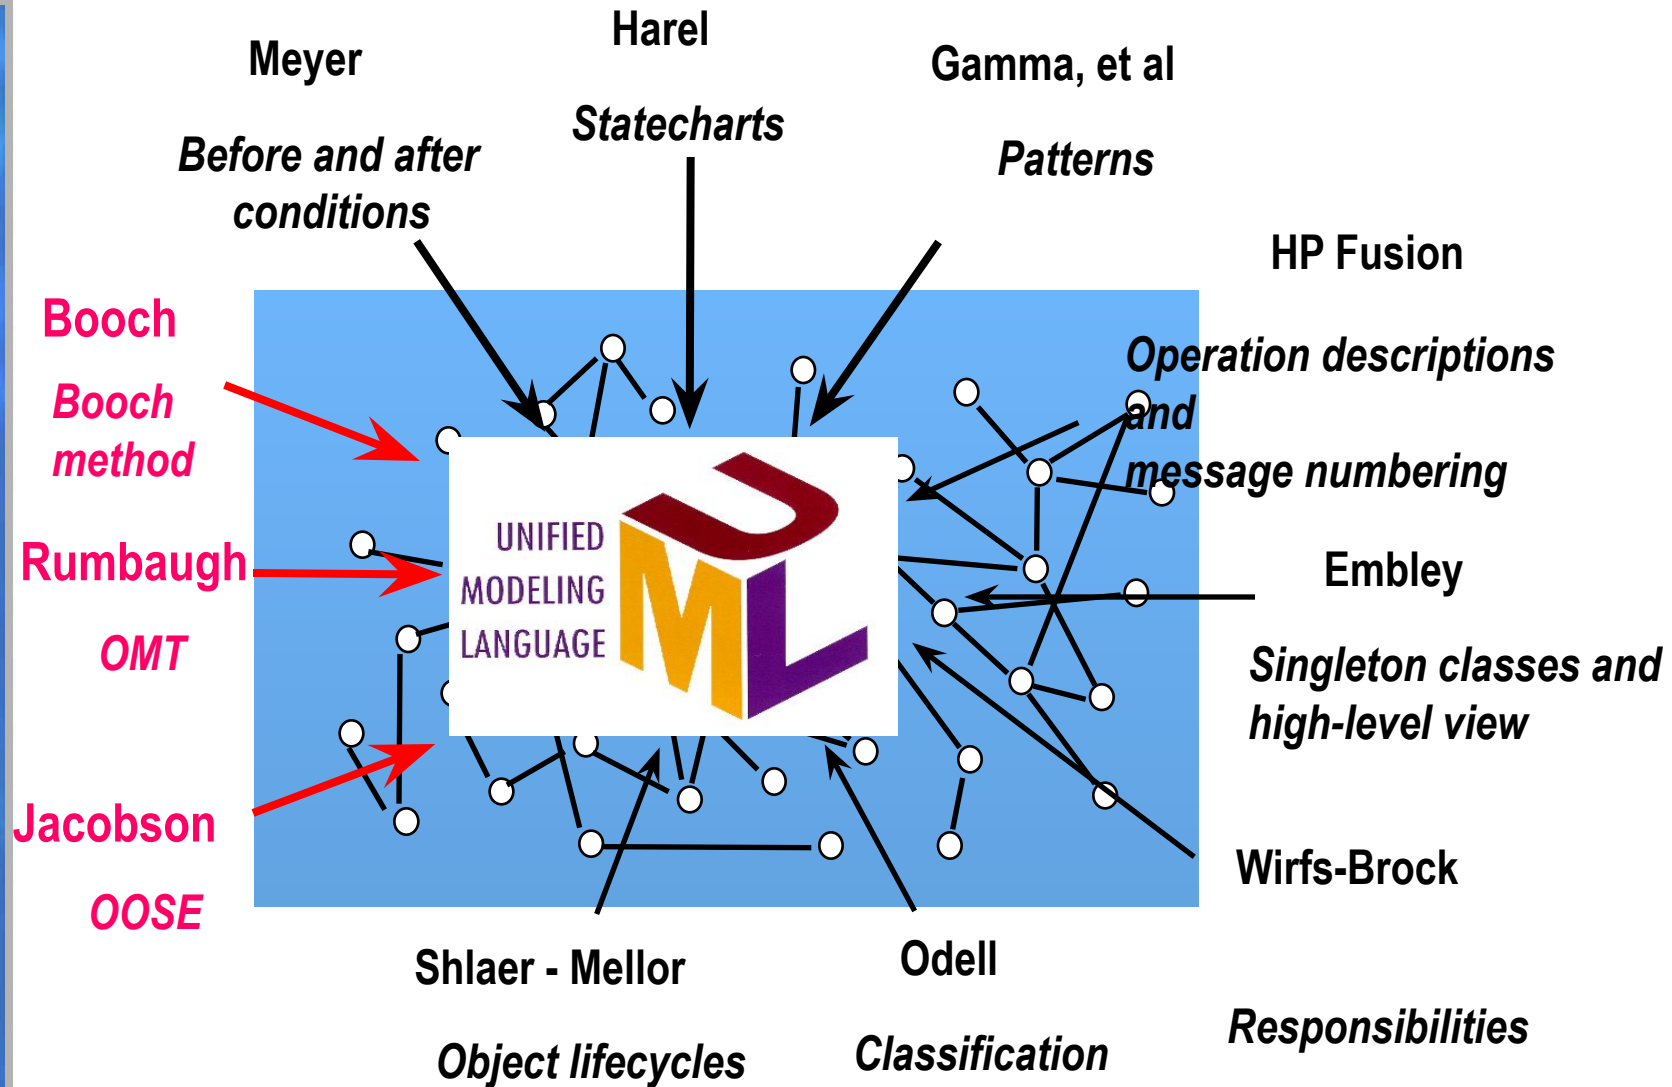 Harel
Meyer
Gamma, et al
Statecharts
Before and after
conditions
Patterns
HP Fusion
Booch
Operation descriptions
and
message numbering
Booch
method
UNIFIED
MODELING
LANGUAGE
UML
Rumbaugh
Embley
OMT
Singleton classes and
high-level view
Jacobson
Wirfs-Brock
OOSE
Shlaer - Mellor
Odell
Responsibilities
Object lifecycles
Classification